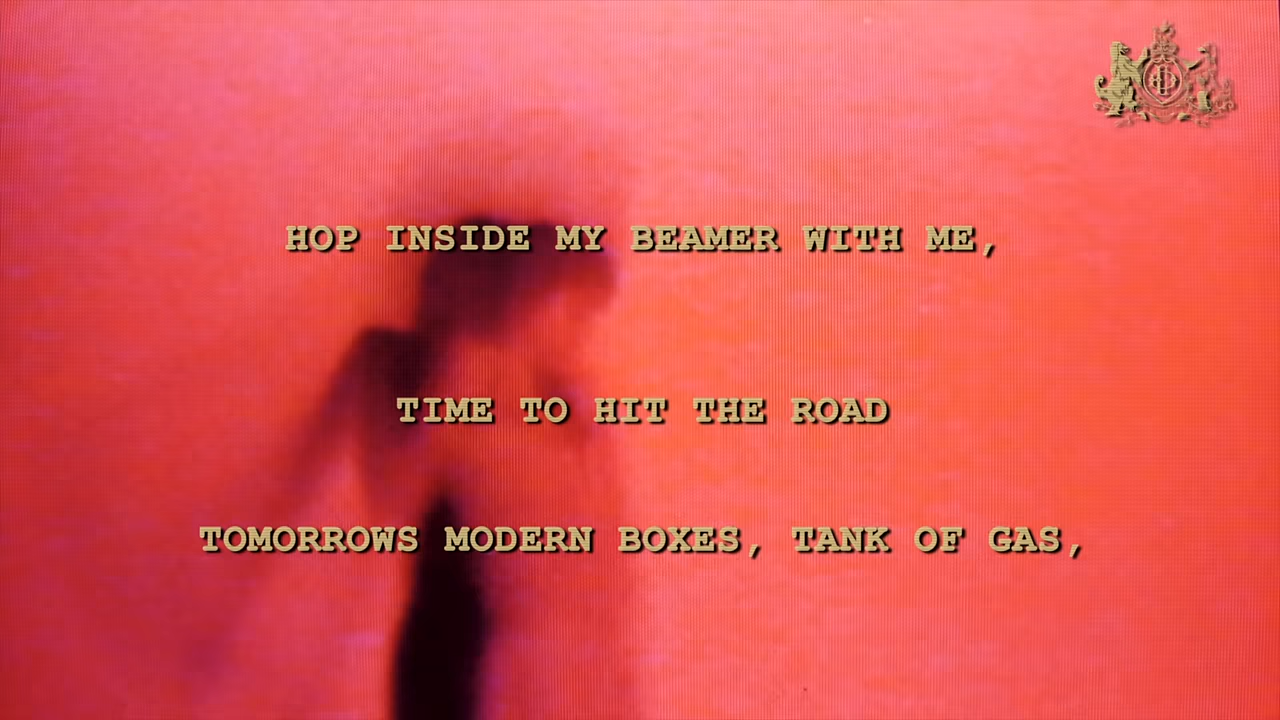 HOP INSIDE MY BEAMER WITH ME,
TIME TO HIT THE ROAD
TOMORROWS MODERN BOXES, TANK OF GAS,